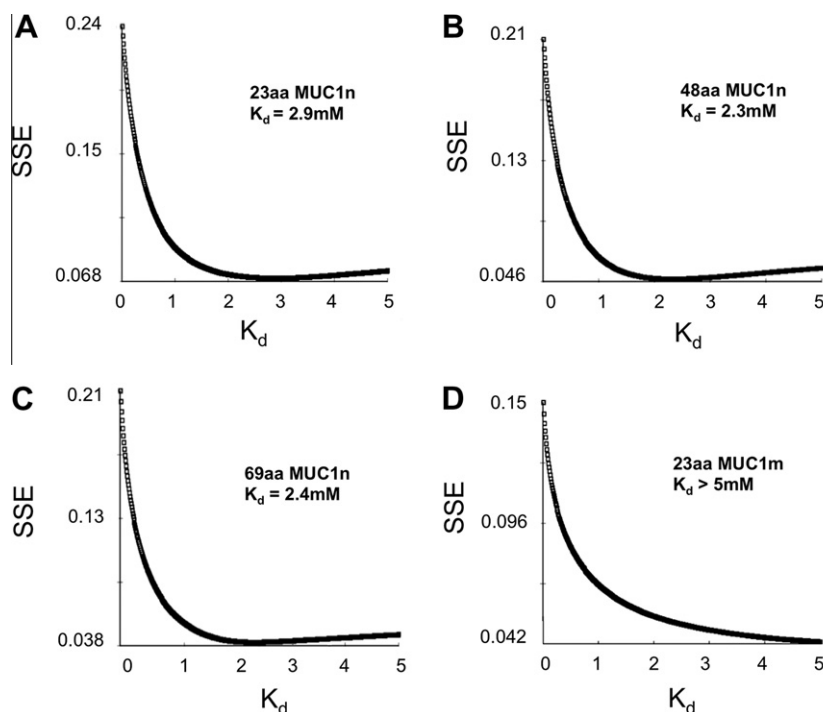 A
0.24
0.15
0.068
SSE
23aa MUC1n
Kd = 2.9mM
0 1 2 3 4 5
Kd
B
0.21
0.13
0.046
SSE
48aa MUC1n
Kd = 2.3mM
0 1 2 3 4 5
Kd
C
0.21
0.13
0.038
SSE
69aa MUC1n
Kd = 2.4mM
0 1 2 3 4 5
Kd
D
0.15
0.096
0.042
SSE
23aa MUC1m
Kd > 5mM
0 1 2 3 4 5
Kd